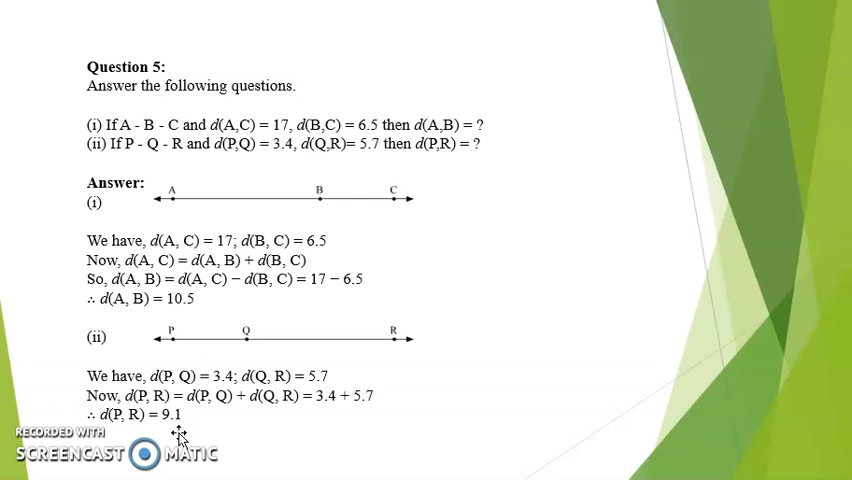 Question 5:
Answer the following questions.
(i) If A - B - C and d(A,C) = 17, d(B,C) = 6.5 then d(A,B) = ?
(ii) If P - Q - R and d(P,Q) = 3.4, d(Q,R)= 5.7 then d(P,R) = ?
Answer:
A B C
(i)
We have, d(A, C) = 17; d(B, C) = 6.5
Now, d(A, C) = d(A, B) + d(B, C)
So, d(A, B) = d(A, C) − d(B, C) = 17 − 6.5
∴ d(A, B) = 10.5
P Q R
(ii)
We have, d(P, Q) = 3.4; d(Q, R) = 5.7
Now, d(P, R) = d(P, Q) + d(Q, R) = 3.4 + 5.7
∴ d(P, R) = 9.1
RECORDED WITH
SCREENCAST MATIC